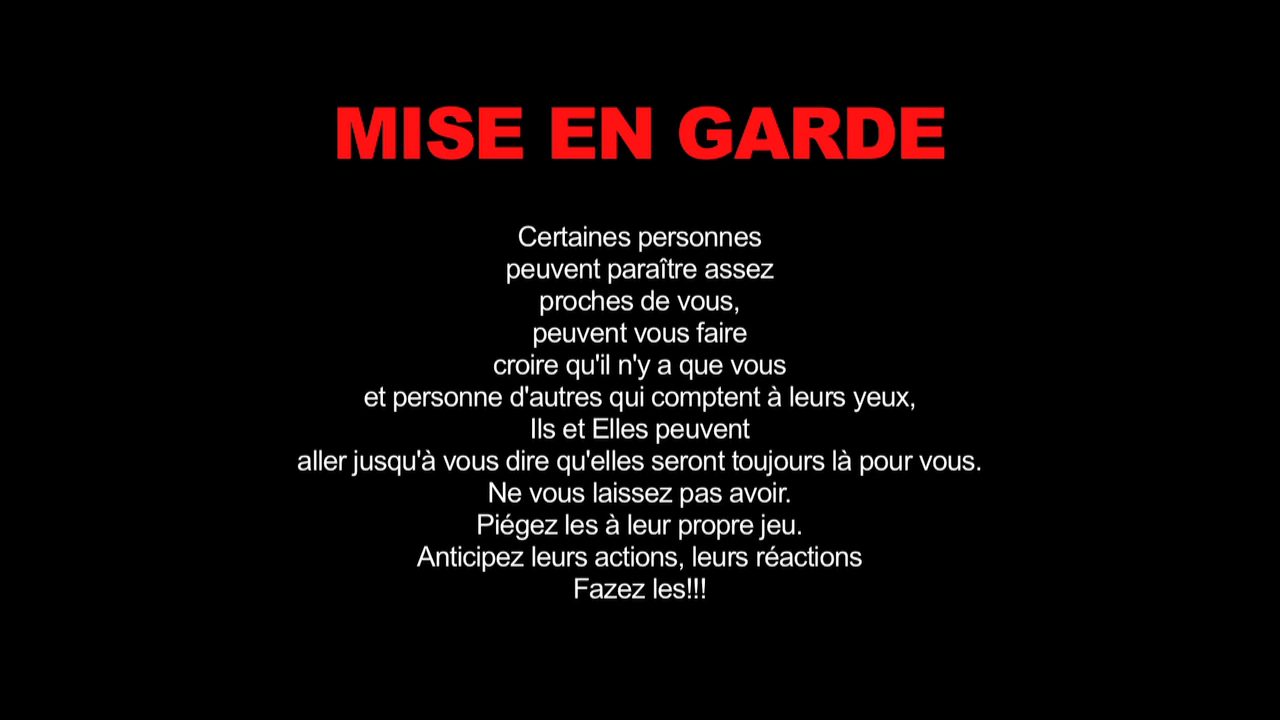 MISE EN GARDE
Certaines personnes
peuvent paraître assez
proches de vous,
peuvent vous faire
croire qu'il n'y a que vous
et personne d'autres qui comptent à leurs yeux,
Ils et Elles peuvent
aller jusqu'à vous dire qu'elles seront toujours là pour vous.
Ne vous laissez pas avoir.
Piégez les à leur propre jeu.
Anticipez leurs actions, leurs réactions
Fazez les!!!